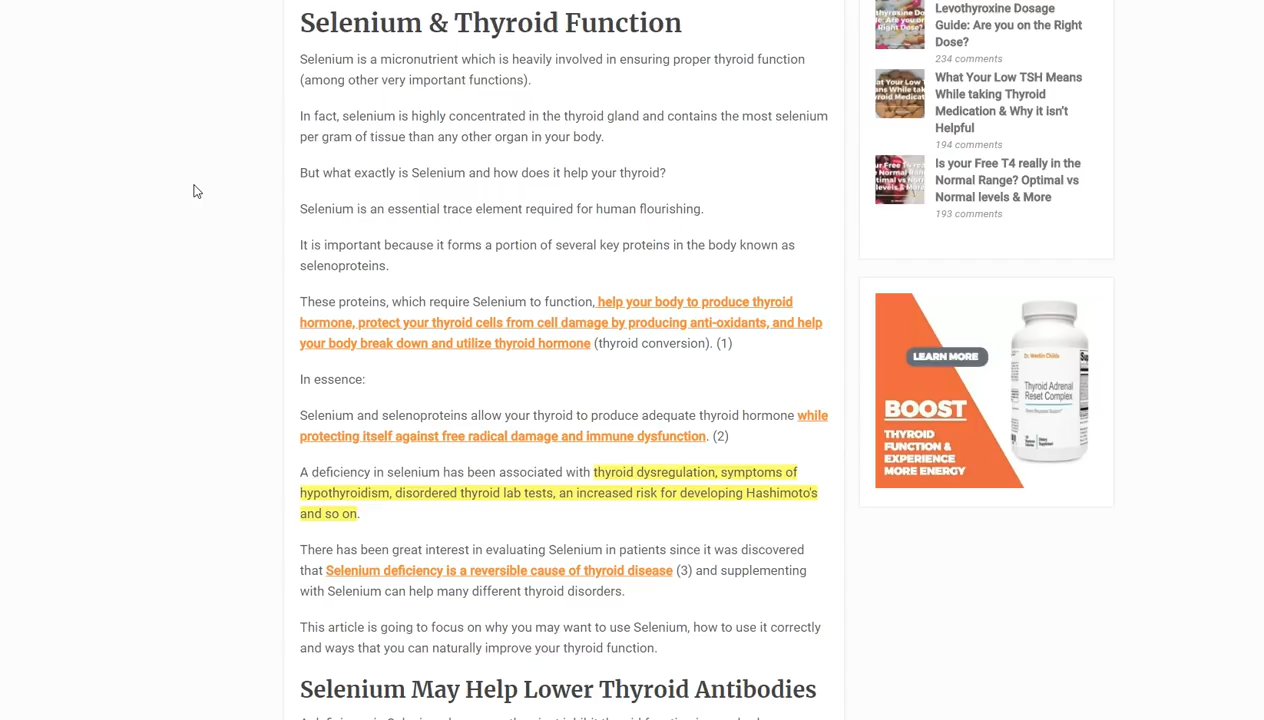 Selenium & Thyroid Function
Selenium is a micronutrient which is heavily involved in ensuring proper thyroid function
(among other very important functions).
In fact, selenium is highly concentrated in the thyroid gland and contains the most selenium
per gram of tissue than any other organ in your body.
But what exactly is Selenium and how does it help your thyroid?
Selenium is an essential trace element required for human flourishing.
It is important because it forms a portion of several key proteins in the body known as
selenoproteins.
These proteins, which require Selenium to function, help your body to produce thyroid
hormone, protect your thyroid cells from cell damage by producing anti-oxidants, and help
your body break down and utilize thyroid hormone (thyroid conversion). (1)
In essence:
Selenium and selenoproteins allow your thyroid to produce adequate thyroid hormone while
protecting itself against free radical damage and immune dysfunction. (2)
A deficiency in selenium has been associated with thyroid dysregulation, symptoms of
hypothyroidism, disordered thyroid lab tests, an increased risk for developing Hashimoto's
and so on.
There has been great interest in evaluating Selenium in patients since it was discovered
that Selenium deficiency is a reversible cause of thyroid disease (3) and supplementing
with Selenium can help many different thyroid disorders.
This article is going to focus on why you may want to use Selenium, how to use it correctly
and ways that you can naturally improve your thyroid function.
Selenium May Help Lower Thyroid Antibodies
Levothyroxine Dosage
Guide: Are you on the Right
Dose?
234 comments
What Your Low TSH Means
While taking Thyroid
Medication & Why it isn't
Helpful
194 comments
Is your Free T4 really in the
Normal Range? Optimal vs
Normal levels & More
193 comments
LEARN MORE
BOOST
THYROID
FUNCTION &
EXPERIENCE
MORE ENERGY
Dr. Westin Childs
Thyroid Adrenal
Reset Complex